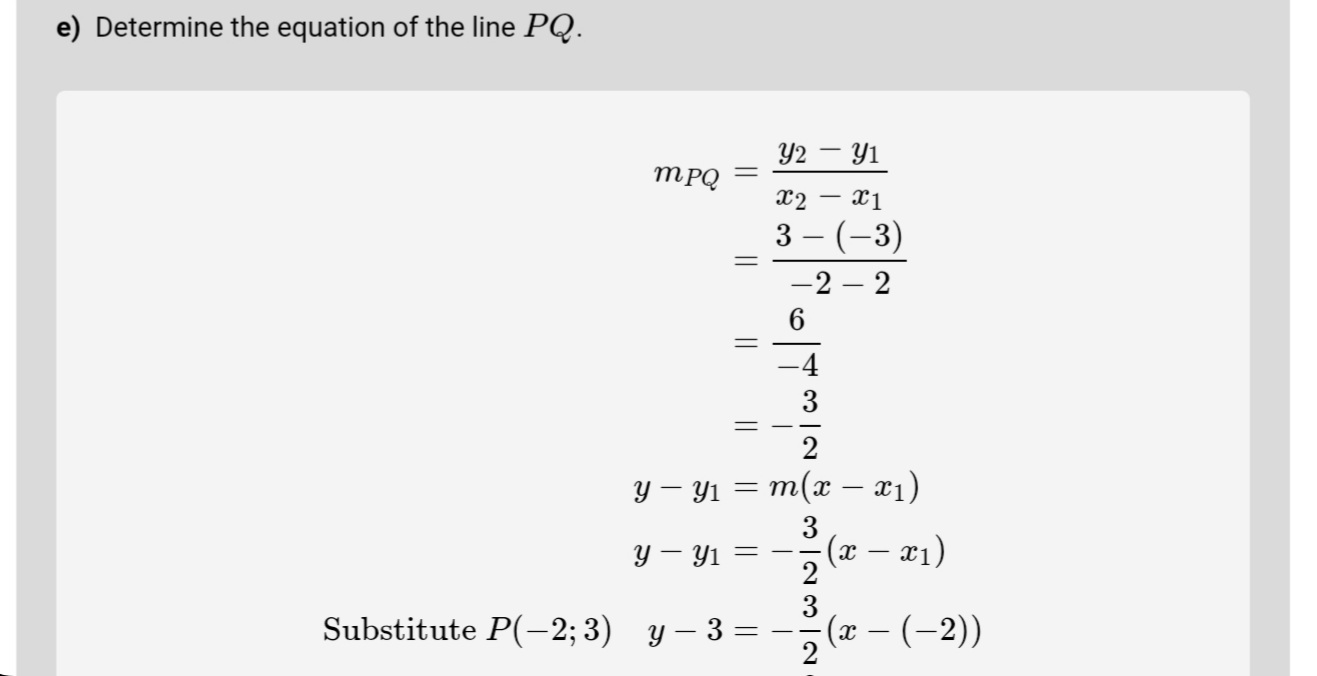 e) Determine the equation of the line PQ.
m_{PQ} = \frac{y_2 - y_1}{x_2 - x_1}
= \frac{3 - (-3)}{-2 - 2}
= \frac{6}{-4}
= -\frac{3}{2}
y - y_1 = m(x - x_1)
y - y_1 = -\frac{3}{2}(x - x_1)
Substitute P(-2; 3) y - 3 = -\frac{3}{2}(x - (-2))